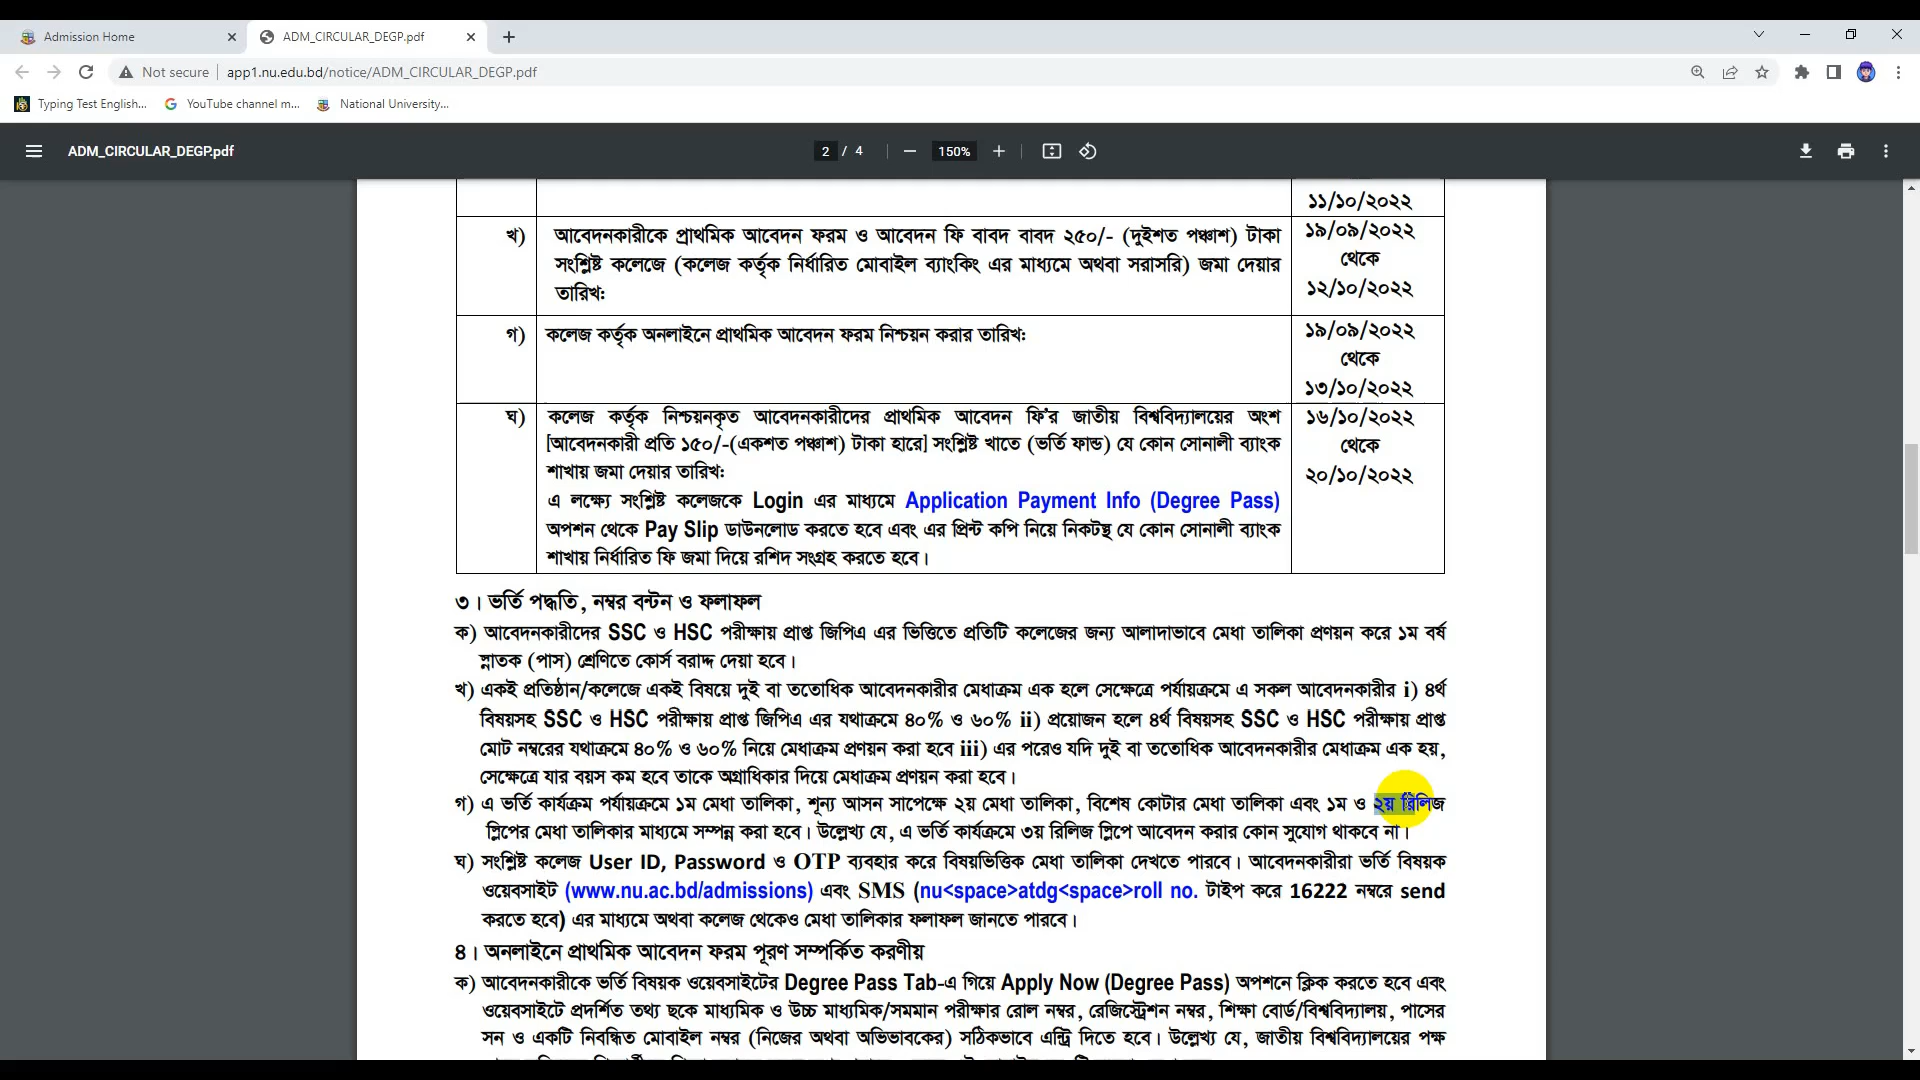 Admission Home
ADM_CIRCULAR_DEGP.pdf
Not secure
app1.nu.edu.bd/notice/ADM_CIRCULAR_DEGP.pdf
Typing Test English...
YouTube channel m...
National University...
ADM_CIRCULAR_DEGP.pdf
2 / 4
150%
১১/১০/২০২২
খ) আবেদনকারীকে প্রাথমিক আবেদন ফরম ও আবেদন ফি বাবদ বাবদ ২৫০/- (দুইশত পঞ্চাশ) টাকা
সংশ্লিষ্ট কলেজে (কলেজ কর্তৃক নির্ধারিত মোবাইল ব্যাংকিং এর মাধ্যমে অথবা সরাসরি) জমা দেয়ার
তারিখঃ
১৯/০৯/২০২২
থেকে
১২/১০/২০২২
গ) কলেজ কর্তৃক অনলাইনে প্রাথমিক আবেদন ফরম নিশ্চয়ন করার তারিখঃ
১৯/০৯/২০২২
থেকে
১৩/১০/২০২২
ঘ) কলেজ কর্তৃক নিশ্চয়নকৃত আবেদনকারীদের প্রাথমিক আবেদন ফি'র জাতীয় বিশ্ববিদ্যালয়ের অংশ
[আবেদনকারী প্রতি ১৫০/-(একশত পঞ্চাশ) টাকা হারে] সংশ্লিষ্ট খাতে (ভর্তি ফান্ড) যে কোন সোনালী ব্যাংক
শাখায় জমা দেয়ার তারিখঃ
এ লক্ষ্যে সংশ্লিষ্ট কলেজকে Login এর মাধ্যমে Application Payment Info (Degree Pass)
অপশন থেকে Pay Slip ডাউনলোড করতে হবে এবং এর প্রিন্ট কপি নিয়ে নিকটস্থ যে কোন সোনালী ব্যাংক
শাখায় নির্ধারিত ফি জমা দিয়ে রশিদ সংগ্রহ করতে হবে।
১৬/১০/২০২২
থেকে
২০/১০/২০২২
৩। ভর্তি পদ্ধতি, নম্বর বন্টন ও ফলাফল
ক) আবেদনকারীদের SSC ও HSC পরীক্ষায় প্রাপ্ত জিপিএ এর ভিত্তিতে প্রতিটি কলেজের জন্য আলাদাভাবে মেধা তালিকা প্রণয়ন করে ১ম বর্ষ
স্নাতক (পাস) শ্রেণিতে কোর্স বরাদ্দ দেয়া হবে।
খ) একই প্রতিষ্ঠান/কলেজে একই বিষয়ে দুই বা ততোধিক আবেদনকারীর মেধাক্রম এক হলে সেক্ষেত্রে পর্যায়ক্রমে এ সকল আবেদনকারীর i) ৪র্থ
বিষয়সহ SSC ও HSC পরীক্ষায় প্রাপ্ত জিপিএ এর যথাক্রমে ৪০% ও ৬০% ii) প্রয়োজন হলে ৪র্থ বিষয়সহ SSC ও HSC পরীক্ষায় প্রাপ্ত
মোট নম্বরের যথাক্রমে ৪০% ও ৬০% নিয়ে মেধাক্রম প্রণয়ন করা হবে iii) এর পরেও যদি দুই বা ততোধিক আবেদনকারীর মেধাক্রম এক হয়,
সেক্ষেত্রে যার বয়স কম হবে তাকে অগ্রাধিকার দিয়ে মেধাক্রম প্রণয়ন করা হবে।
গ) এ ভর্তি কার্যক্রম পর্যায়ক্রমে ১ম মেধা তালিকা, শূন্য আসন সাপেক্ষে ২য় মেধা তালিকা, বিশেষ কোটার মেধা তালিকা এবং ১ম ও ২য় রিলিজ
স্লিপের মেধা তালিকার মাধ্যমে সম্পন্ন করা হবে। উল্লেখ্য যে, এ ভর্তি কার্যক্রমে ৩য় রিলিজ স্লিপে আবেদন করার কোন সুযোগ থাকবে না।
ঘ) সংশ্লিষ্ট কলেজ User ID, Password ও OTP ব্যবহার করে বিষয়ভিত্তিক মেধা তালিকা দেখতে পারবে। আবেদনকারীরা ভর্তি বিষয়ক
ওয়েবসাইট (www.nu.ac.bd/admissions) এবং SMS (nu<space>atdg<space>roll no. টাইপ করে 16222 নম্বরে send
করতে হবে) এর মাধ্যমে অথবা কলেজ থেকেও মেধা তালিকার ফলাফল জানতে পারবে।
৪। অনলাইনে প্রাথমিক আবেদন ফরম পূরণ সম্পর্কিত করণীয়
ক) আবেদনকারীকে ভর্তি বিষয়ক ওয়েবসাইটের Degree Pass Tab-এ গিয়ে Apply Now (Degree Pass) অপশনে ক্লিক করতে হবে এবং
ওয়েবসাইটে প্রদর্শিত তথ্য ছকে মাধ্যমিক ও উচ্চ মাধ্যমিক/সমমান পরীক্ষার রোল নম্বর, রেজিস্ট্রেশন নম্বর, শিক্ষা বোর্ড/বিশ্ববিদ্যালয়, পাসের
সন ও একটি নিবন্ধিত মোবাইল নম্বর (নিজের অথবা অভিভাবকের) সঠিকভাবে এন্ট্রি দিতে হবে। উল্লেখ্য যে, জাতীয় বিশ্ববিদ্যালয়ের পক্ষ